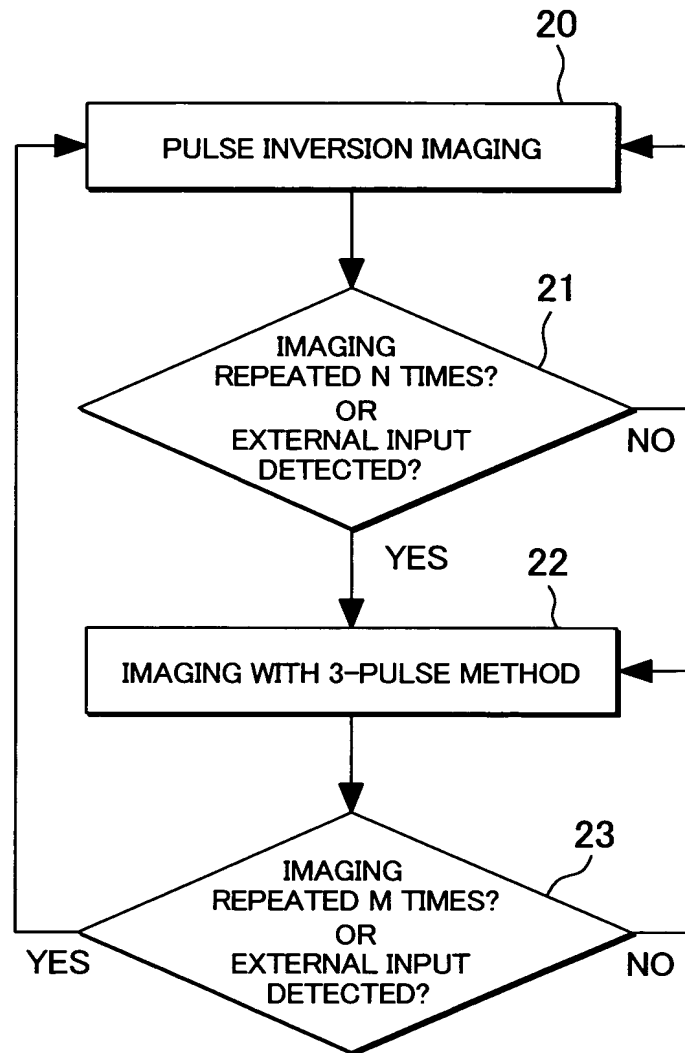 20
PULSE INVERSION IMAGING
21
IMAGING
REPEATED N TIMES?
OR
EXTERNAL INPUT
DETECTED?
NO
YES
22
IMAGING WITH 3-PULSE METHOD
23
IMAGING
REPEATED M TIMES?
OR
EXTERNAL INPUT
DETECTED?
YES
NO